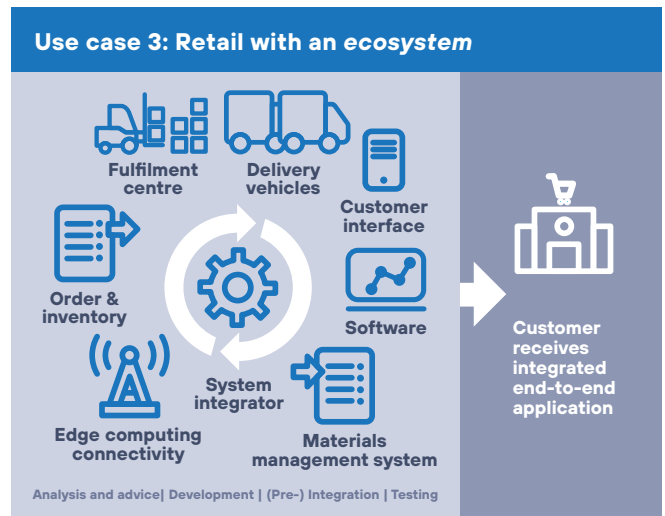 Use case 3: Retail with an ecosystem
Fulfilment
centre
Delivery
vehicles
Customer
interface
Order &
inventory
Software
System
integrator
Edge computing
connectivity
Materials
management system
Analysis and advice| Development | (Pre-) Integration | Testing
Customer
receives
integrated
end-to-end
application